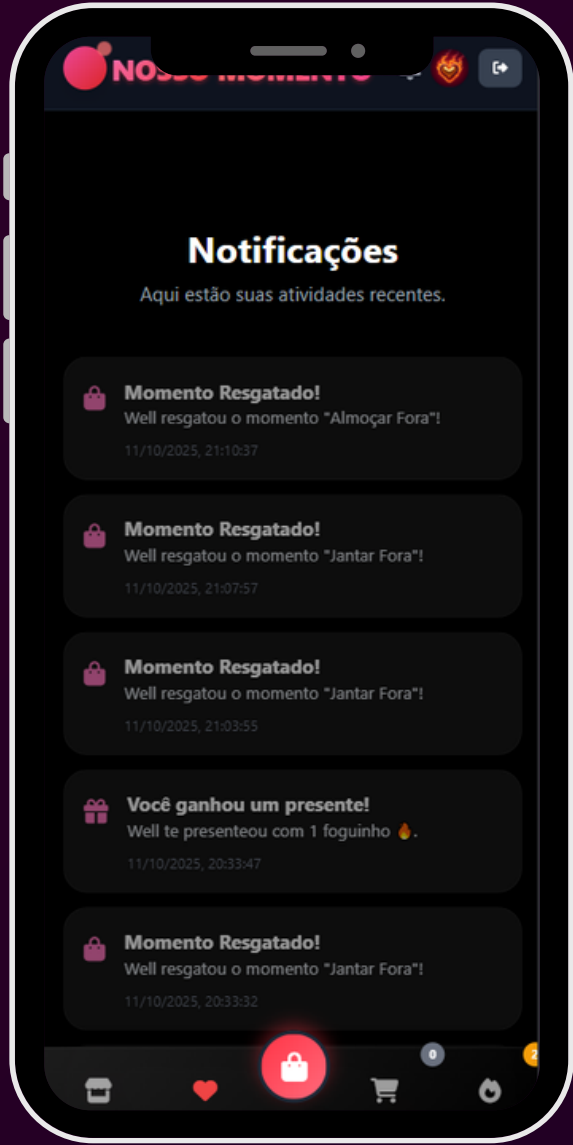 NOSSO MOMENTO
Notificações
Aqui estão suas atividades recentes.
Momento Resgatado!
Well resgatou o momento "Almoçar Fora"!
11/10/2025, 21:10:37
Momento Resgatado!
Well resgatou o momento "Jantar Fora"!
11/10/2025, 21:07:57
Momento Resgatado!
Well resgatou o momento "Jantar Fora"!
11/10/2025, 21:03:55
Você ganhou um presente!
Well te presenteou com 1 foguinho 🔥.
11/10/2025, 20:33:47
Momento Resgatado!
Well resgatou o momento "Jantar Fora"!
11/10/2025, 20:33:32
0